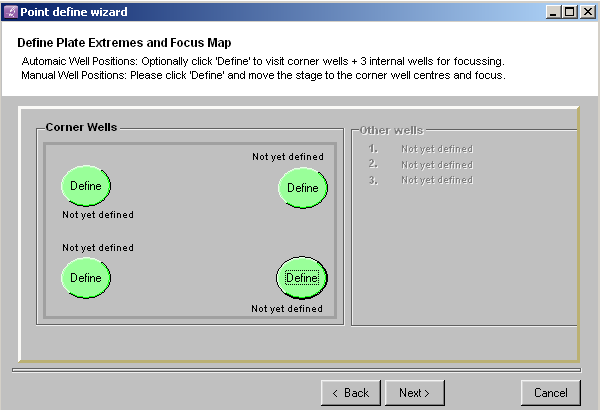 Point define wizard
Define Plate Extremes and Focus Map
Automaic Well Positions: Optionally click 'Define' to visit corner wells + 3 internal wells for focussing.
Manual Well Positions: Please click 'Define' and move the stage to the corner well centres and focus.
Corner Wells
Other wells
1. Not yet defined
2. Not yet defined
3. Not yet defined
Not yet defined
Define
Define
Not yet defined
Not yet defined
Define
Define
Not yet defined
< Back
Next >
Cancel